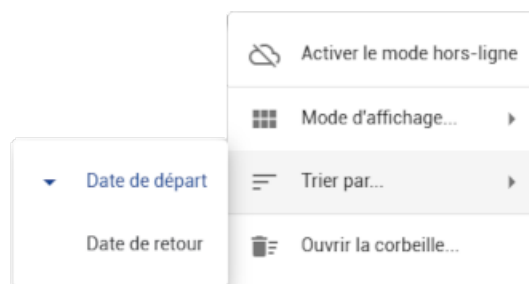 Activer le mode hors-ligne
Mode d'affichage...
Trier par...
Ouvrir la corbeille...
Date de départ
Date de retour